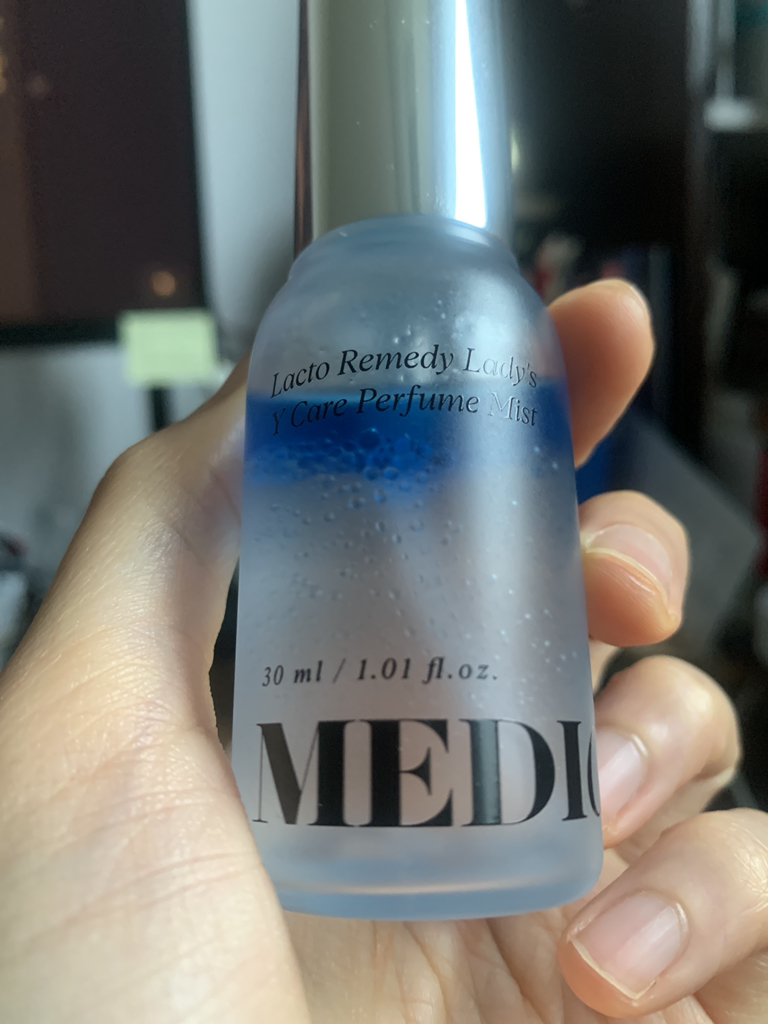 Lacto Remedy Lady's
Y Care Perfume Mist
30 ml / 1.01 fl.oz.
MEDI